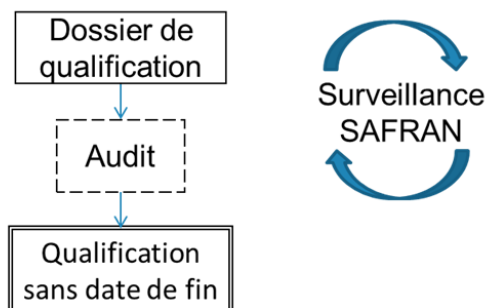 Dossier de
qualification
Audit
Qualification
sans date de fin
Surveillance
SAFRAN